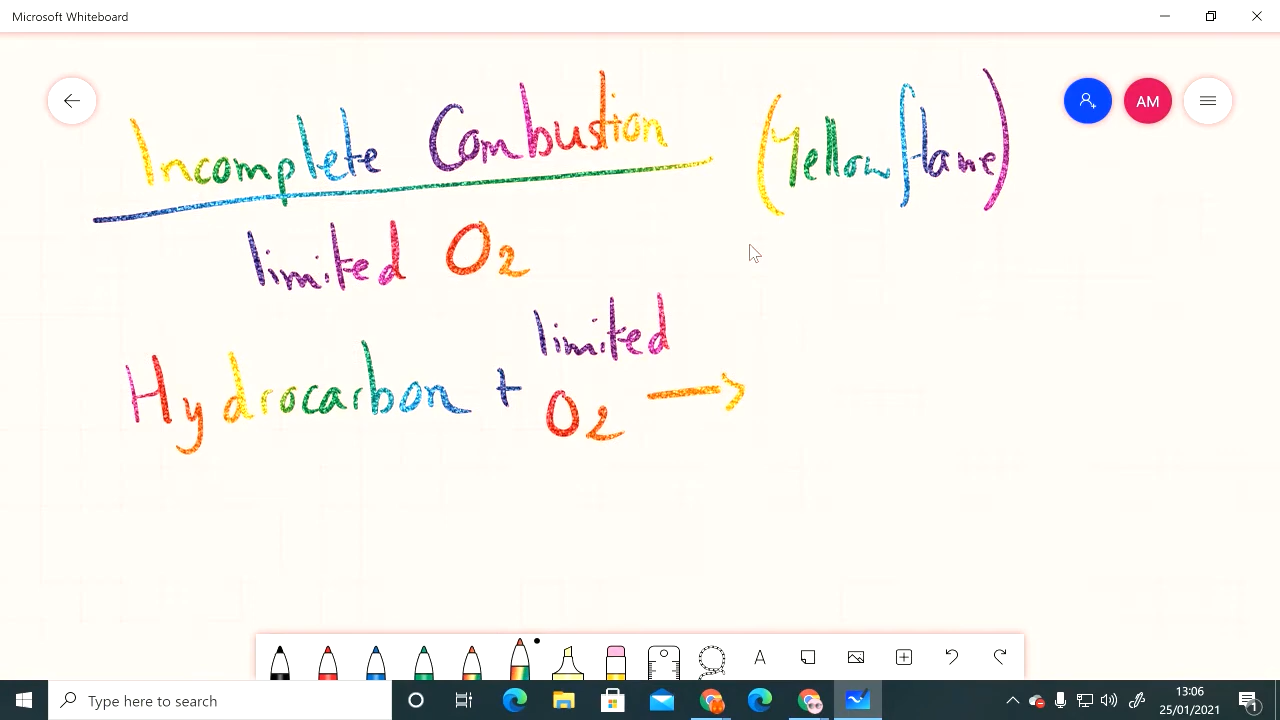 Microsoft Whiteboard
Incomplete Combustion (Yellow flame)
AM
limited O₂
limited
Hydrocarbon + O₂ →
A
Type here to search
13:06
25/01/2021
1